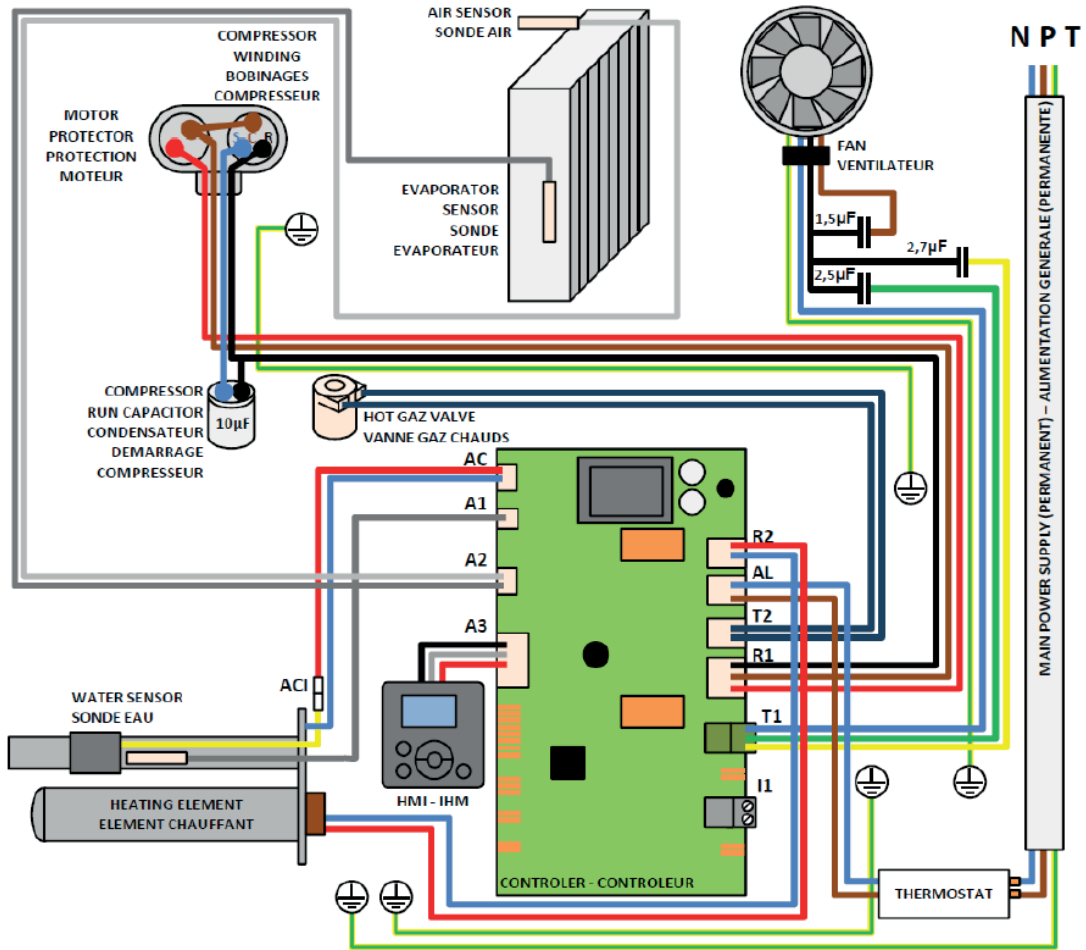 AIR SENSOR
SONDE AIR
N P T
COMPRESSOR
WINDING
BOBINAGES
COMPRESSEUR
MOTOR
PROTECTOR
PROTECTION
MOTEUR
S C R
FAN
VENTILATEUR
EVAPORATOR
SENSOR
SONDE
EVAPORATEUR
1,5µF
2,7µF
2,5µF
MAIN POWER SUPPLY (PERMANENT) – ALIMENTATION GENERALE (PERMANENTE)
COMPRESSOR
RUN CAPACITOR
CONDENSATEUR
DEMARRAGE
COMPRESSEUR
10µF
HOT GAZ VALVE
VANNE GAZ CHAUDS
AC
A1
A2
A3
R2
AL
T2
R1
T1
I1
ACI
WATER SENSOR
SONDE EAU
HEATING ELEMENT
ELEMENT CHAUFFANT
HMI - IHM
CONTROLER - CONTROLEUR
THERMOSTAT